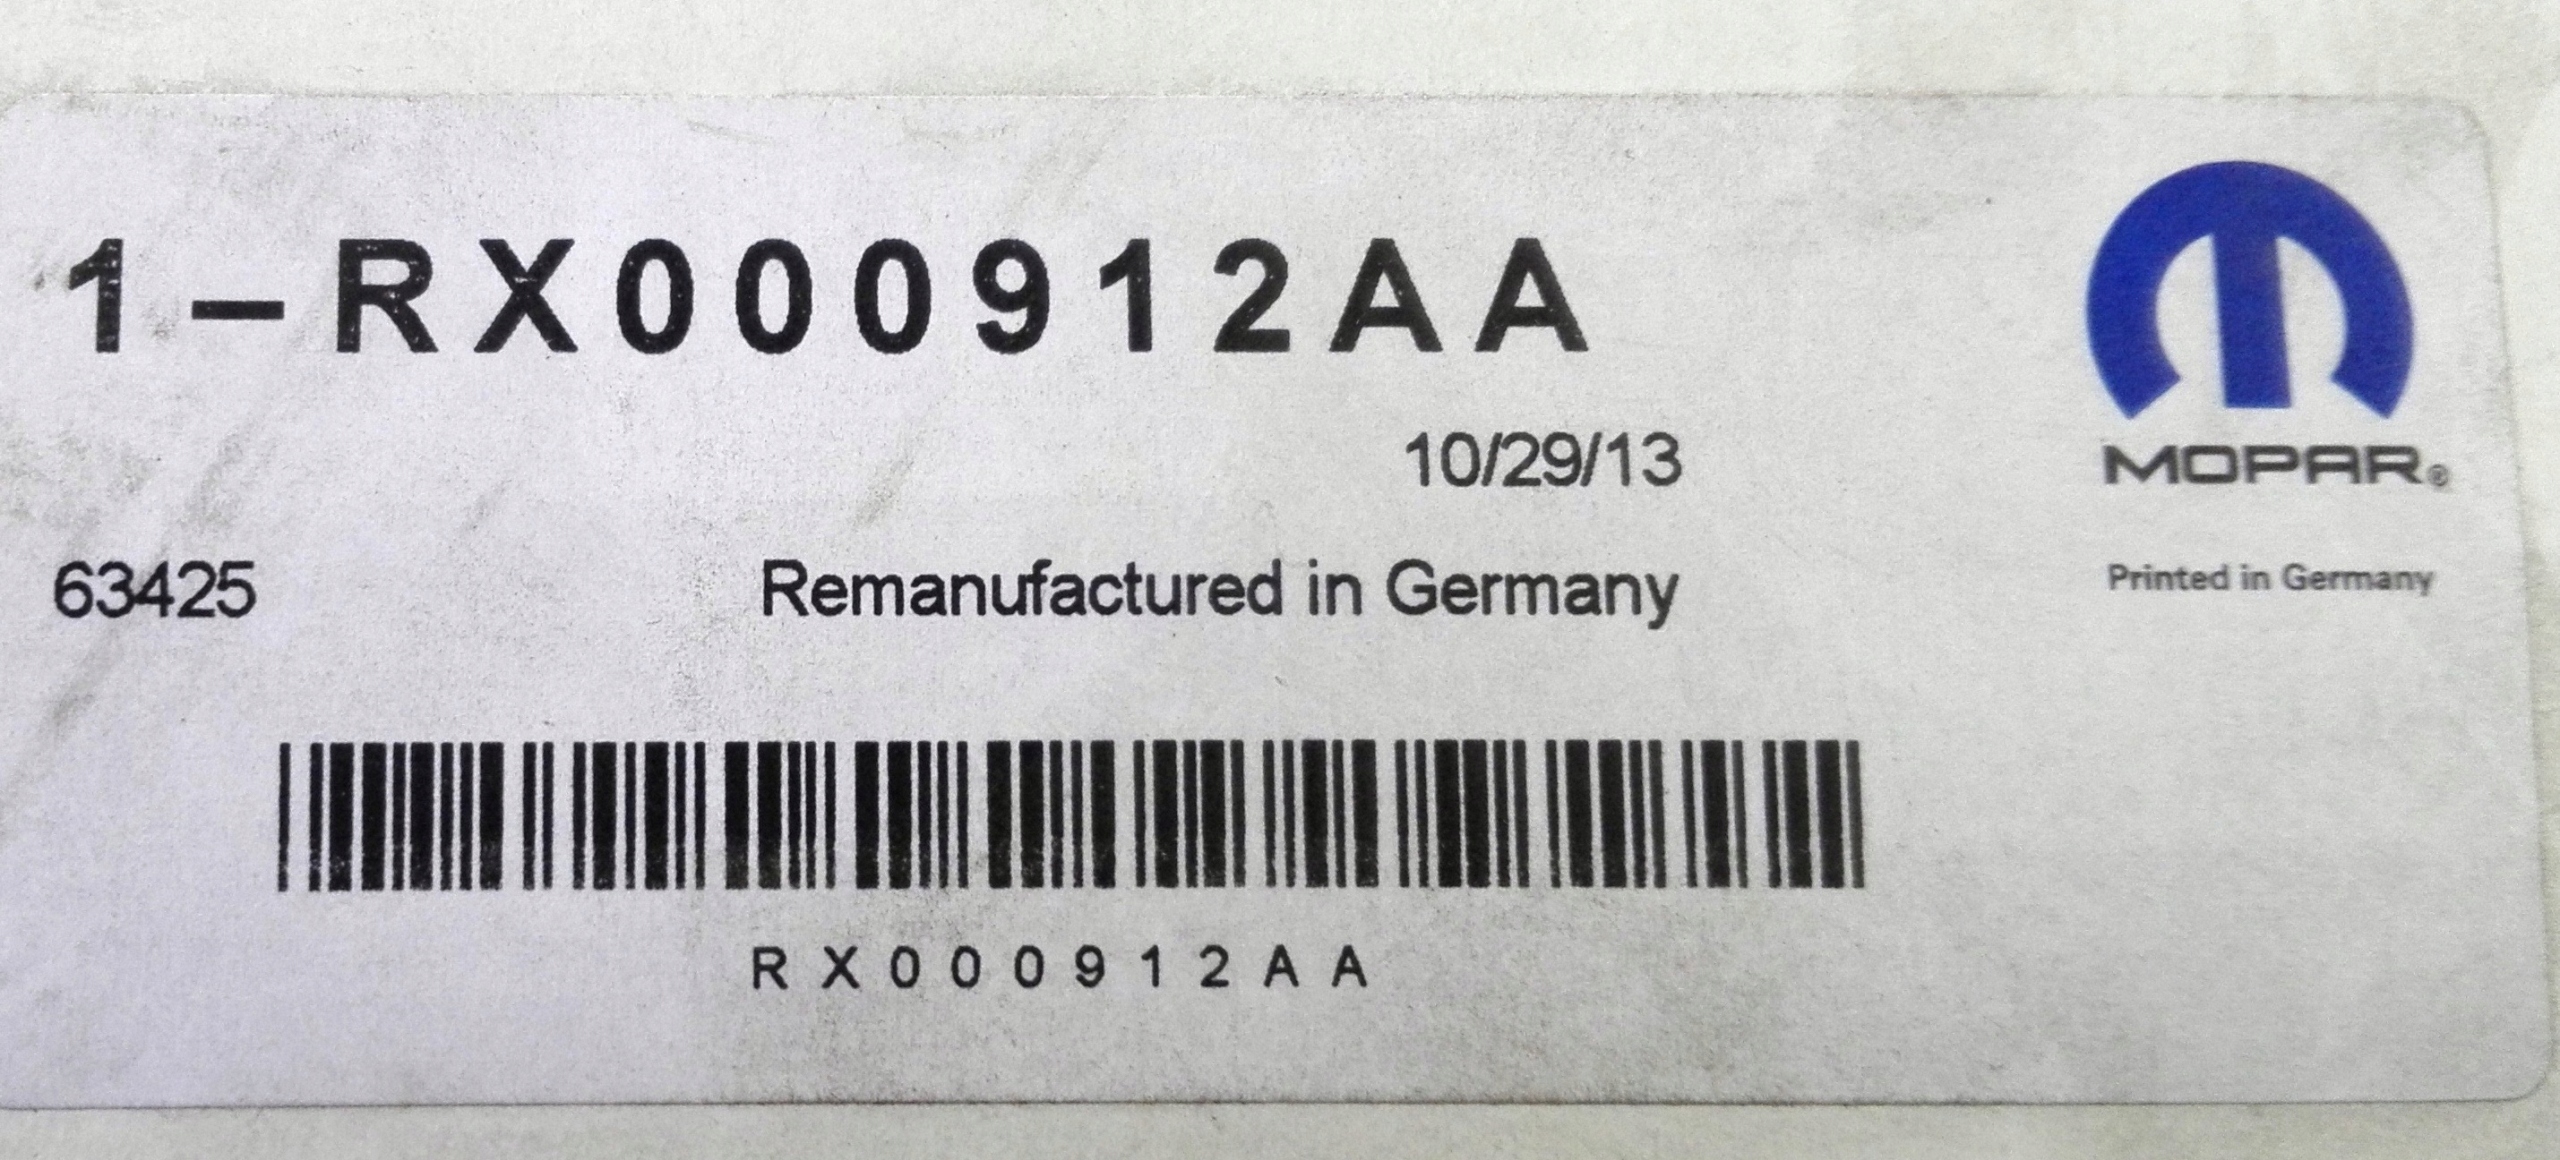 1-RX000912AA
10/29/13
MOPAR®
63425
Remanufactured in Germany
Printed in Germany
RX000912AA